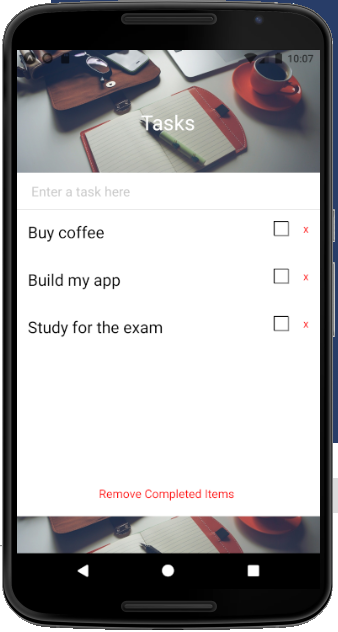 10:07
Tasks
Enter a task here
Buy coffee x
Build my app x
Study for the exam x
Remove Completed Items